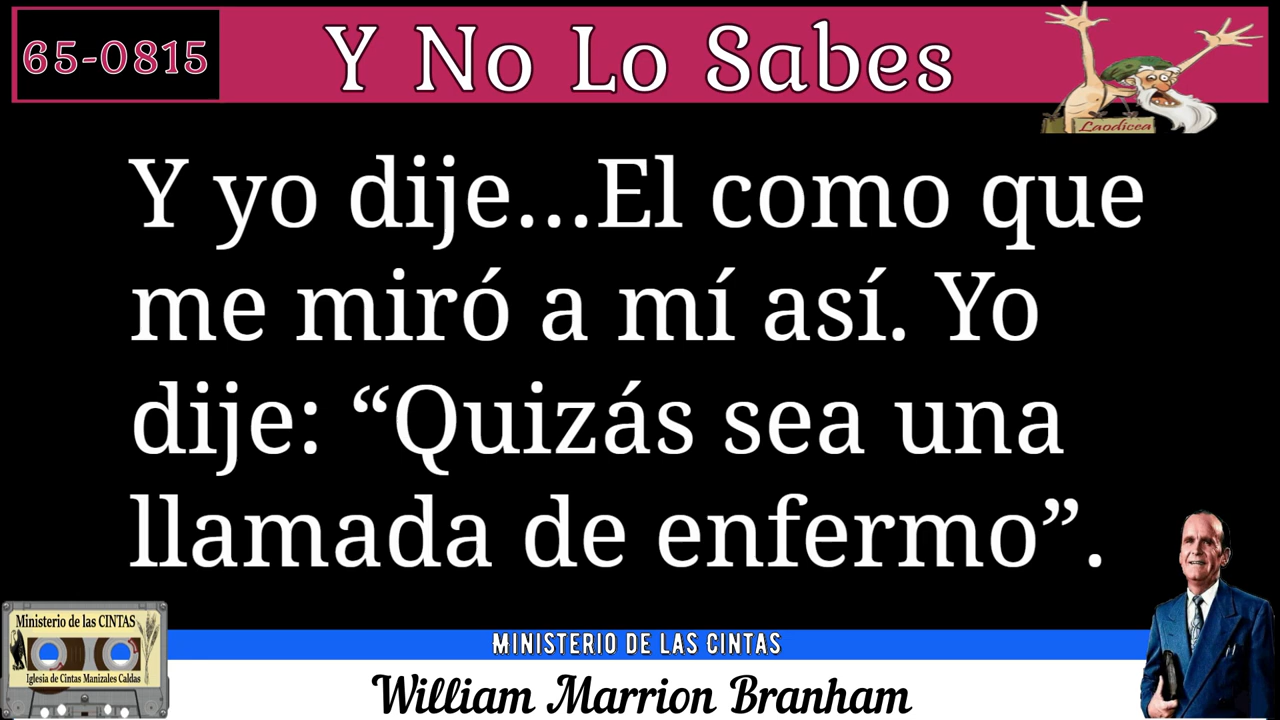 65-0815
Y No Lo Sabes
Laodicea
Y yo dije...El como que
me miró a mí así. Yo
dije: “Quizás sea una
llamada de enfermo”.
Ministerio de las CINTAS
Iglesia de Cintas Manizales Caldas
MINISTERIO DE LAS CINTAS
William Marrion Branham